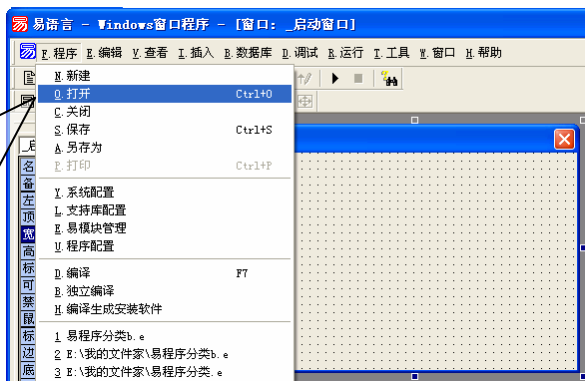 易语言 - Windows窗口程序 - [窗口: _启动窗口]
F.程序 E.编辑 V.查看 I.插入 B.数据库 D.调试 R.运行 T.工具 W.窗口 H.帮助
N.新建
O.打开 Ctrl+O
C.关闭
S.保存 Ctrl+S
A.另存为
P.打印 Ctrl+P
Y.系统配置
L.支持库配置
E.易模块管理
U.程序配置
D.编译 F7
B.独立编译
H.编译生成安装软件
1 易程序分类b.e
2 E:\我的文件家\易程序分类b.e
3 E:\我的文件家\易程序分类.e
名
备
左
顶
宽
高
标
可
禁
鼠
标
边
底